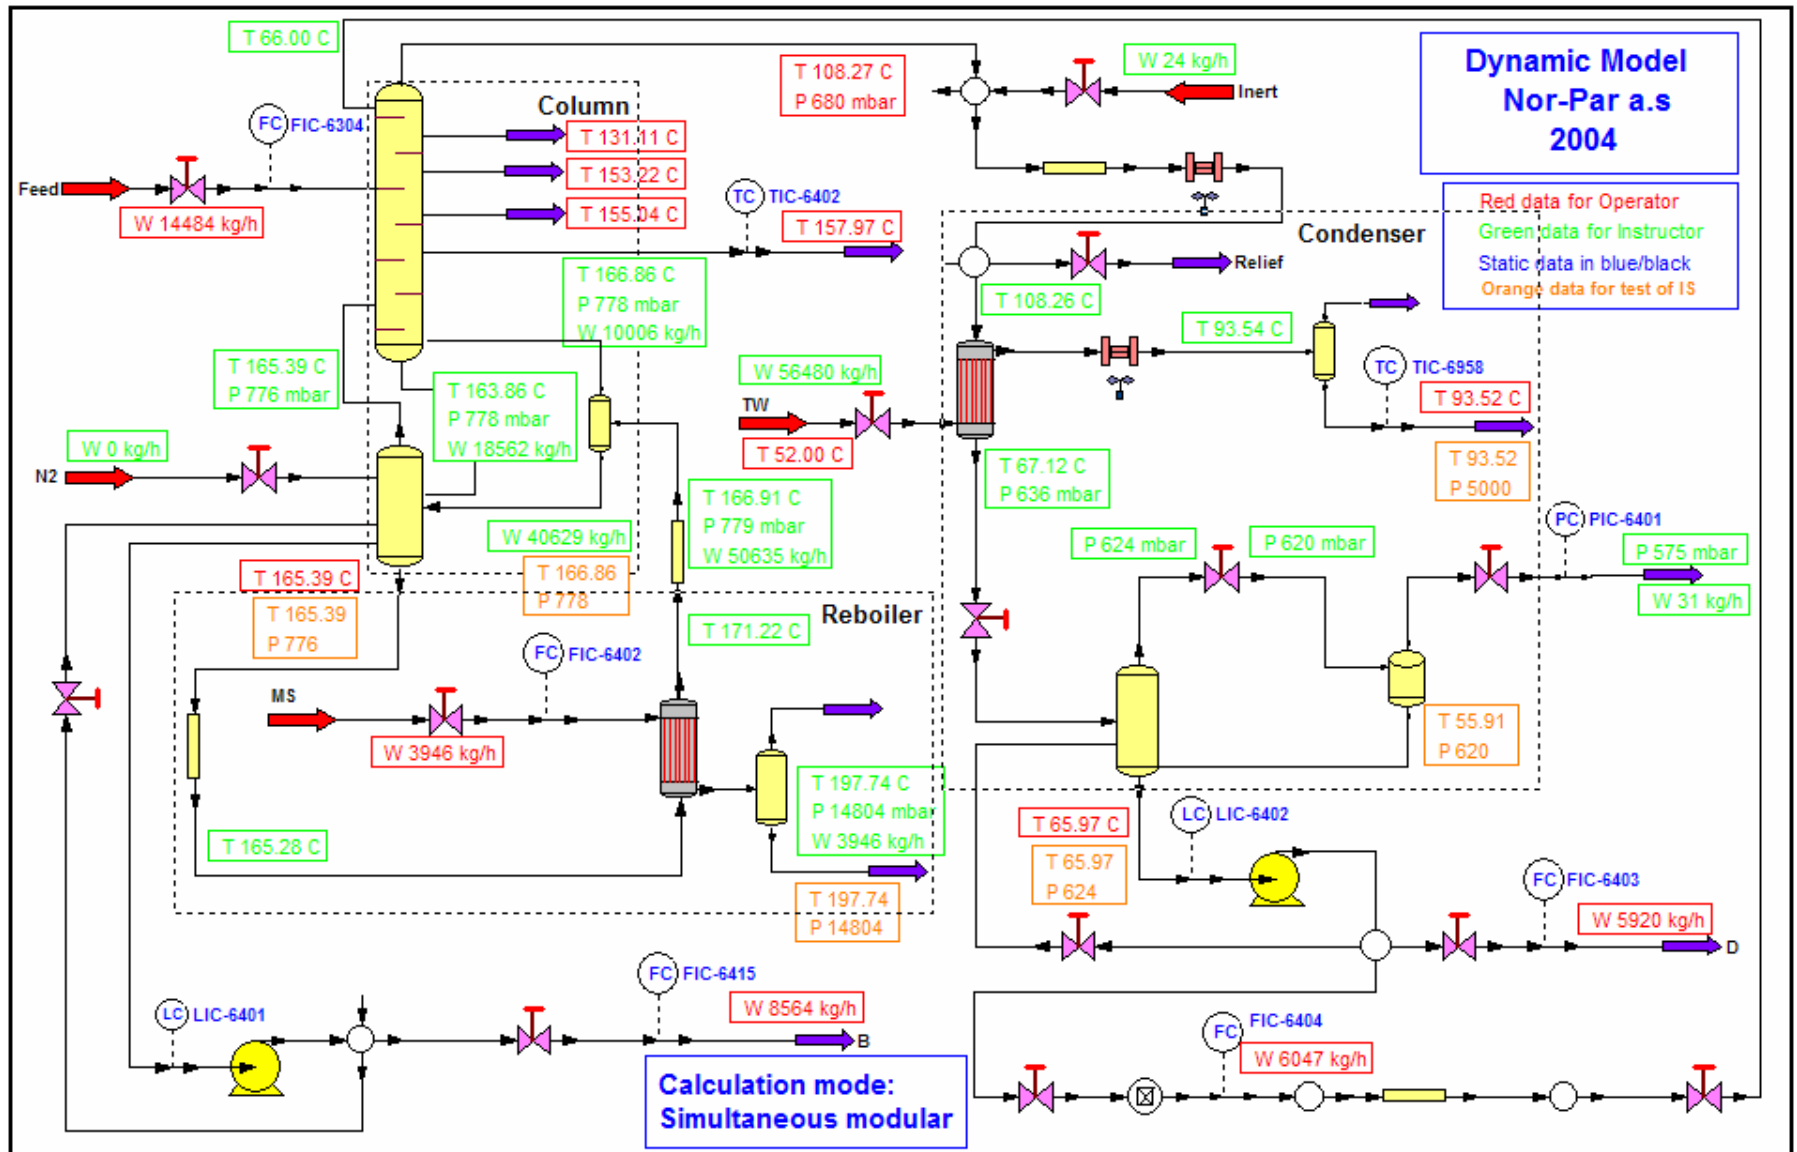 T 66.00 C
Column
FC FIC-6304
Feed
W 14484 kg/h
T 131.11 C
T 153.22 C
T 155.04 C
TC TIC-6402
T 157.97 C
T 108.27 C
P 680 mbar
W 24 kg/h
Inert
Dynamic Model
Nor-Par a.s
2004
Red data for Operator
Green data for Instructor
Static data in blue/black
Orange data for test of IS
Condenser
Relief
T 108.26 C
T 93.54 C
TC TIC-6958
T 93.52 C
T 93.52
P 5000
T 166.86 C
P 778 mbar
W 10006 kg/h
T 165.39 C
P 776 mbar
T 163.86 C
P 778 mbar
W 18562 kg/h
W 56480 kg/h
TW
T 52.00 C
W 0 kg/h
N2
T 67.12 C
P 636 mbar
T 166.91 C
P 779 mbar
W 50635 kg/h
W 40629 kg/h
T 166.86
P 778
T 165.39 C
T 165.39
P 776
P 624 mbar
P 620 mbar
PC PIC-6401
P 575 mbar
W 31 kg/h
Reboiler
T 171.22 C
FC FIC-6402
MS
W 3946 kg/h
T 55.91
P 620
T 197.74 C
P 14804 mbar
W 3946 kg/h
T 197.74
P 14804
T 165.28 C
T 65.97 C
T 65.97
P 624
LC LIC-6402
FC FIC-6403
W 5920 kg/h
D
FC FIC-6415
W 8564 kg/h
B
LC LIC-6401
FC FIC-6404
W 6047 kg/h
Calculation mode:
Simultaneous modular